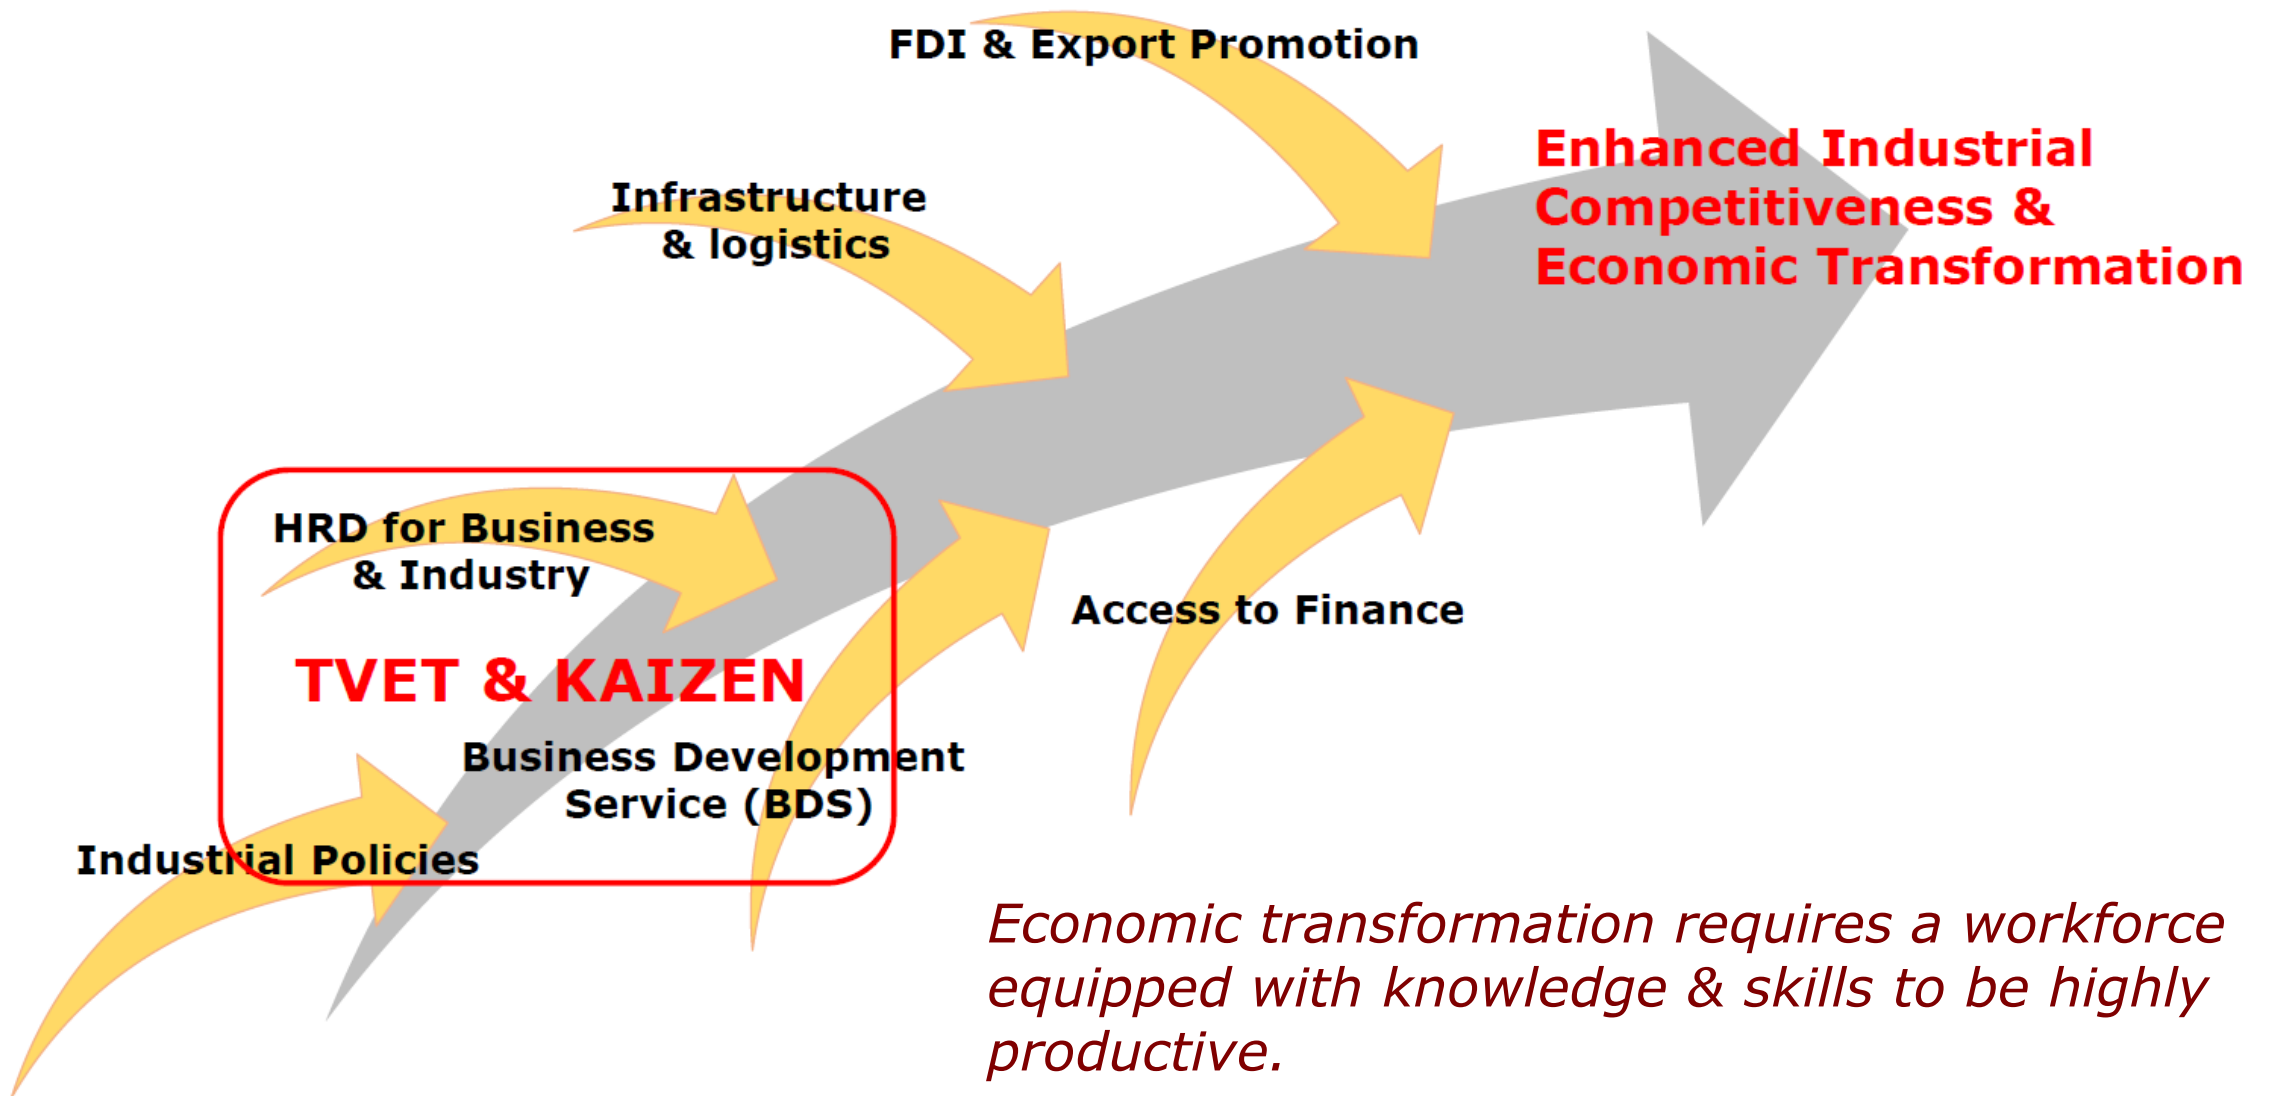 FDI & Export Promotion
Infrastructure
& logistics
Enhanced Industrial
Competitiveness &
Economic Transformation
HRD for Business
& Industry
TVET & KAIZEN
Access to Finance
Business Development
Service (BDS)
Industrial Policies
Economic transformation requires a workforce
equipped with knowledge & skills to be highly
productive.